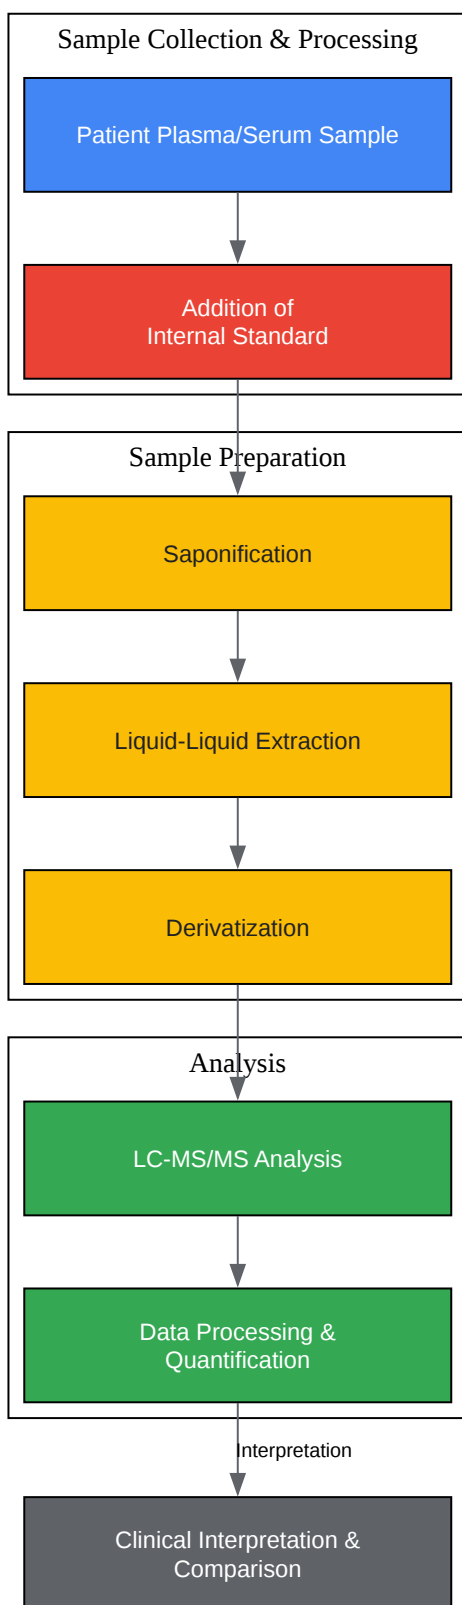 Sample Collection & Processing
Patient Plasma/Serum Sample
Addition of
Internal Standard
Sample Preparation
Saponification
Liquid-Liquid Extraction
Derivatization
Analysis
LC-MS/MS Analysis
Data Processing &
Quantification
Interpretation
Clinical Interpretation &
Comparison